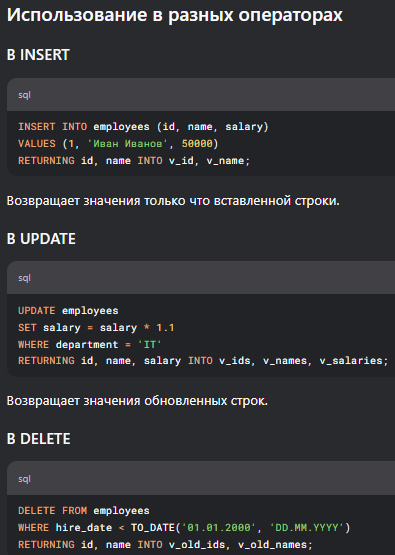 Использование в разных операторах
В INSERT
sql
INSERT INTO employees (id, name, salary)
VALUES (1, 'Иван Иванов', 50000)
RETURNING id, name INTO v_id, v_name;
Возвращает значения только что вставленной строки.
В UPDATE
sql
UPDATE employees
SET salary = salary * 1.1
WHERE department = 'IT'
RETURNING id, name, salary INTO v_ids, v_names, v_salaries;
Возвращает значения обновленных строк.
В DELETE
sql
DELETE FROM employees
WHERE hire_date < TO_DATE('01.01.2000', 'DD.MM.YYYY')
RETURNING id, name INTO v_old_ids, v_old_names;